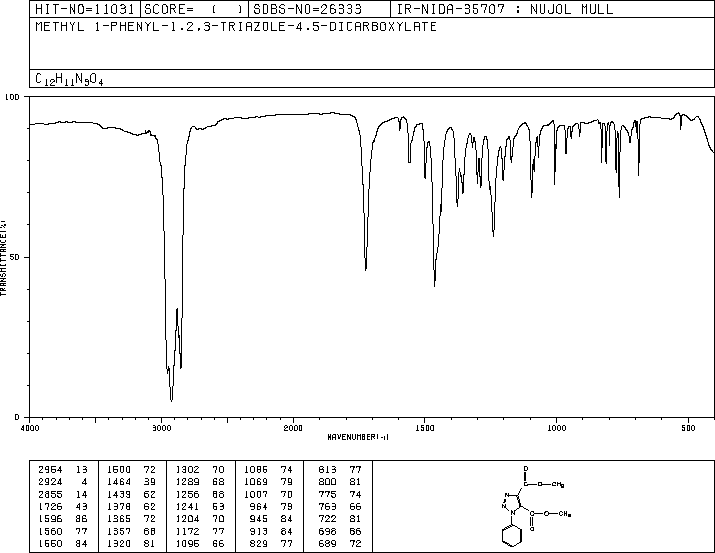 HIT-NO=11031 SCORE= ( ) SDBS-NO=26333 IR-NIDA-35707 : NUJOL MULL
METHYL 1-PHENYL-1.2,3-TRIAZOLE-4.5-DICARBOXYLATE
C12H11N3O4
100
50
0
TRANSMITTANCE(%)
4000 3000 2000 1500 1000 500
WAVENUMBER(-1)
2954 13 1500 72 1302 70 1086 74 813 77
2924 4 1464 39 1289 68 1069 79 800 81
2855 14 1439 62 1256 68 1007 70 775 74
1726 43 1378 62 1241 53 964 79 763 66
1596 86 1365 72 1204 70 945 84 722 81
1560 77 1357 68 1172 77 913 84 698 86
1550 84 1320 81 1095 66 829 77 689 72
O
C—O—CH3
N
N
N
C—O—CH3
O